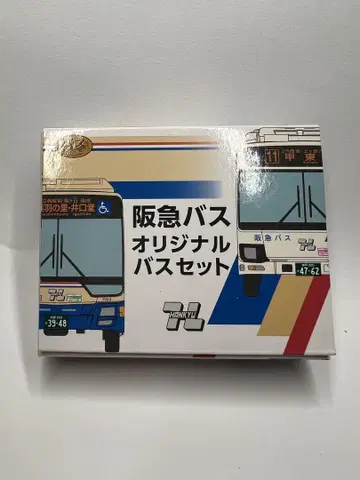 阪急バス
オリジナル
バスセット
HANKYU
羽の里・井口堂
39-48
11 甲東
阪急バス
47-62